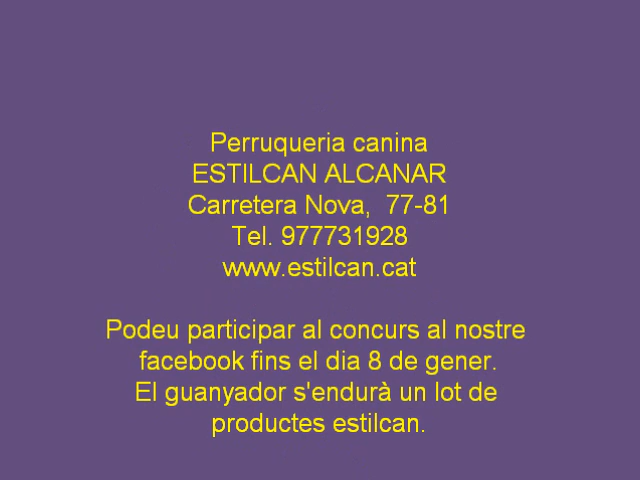 Perruqueria canina
ESTILCAN ALCANAR
Carretera Nova,  77-81
Tel. 977731928
www.estilcan.cat
Podeu participar al concurs al nostre
facebook fins el dia 8 de gener.
El guanyador s'endurà un lot de
productes estilcan.